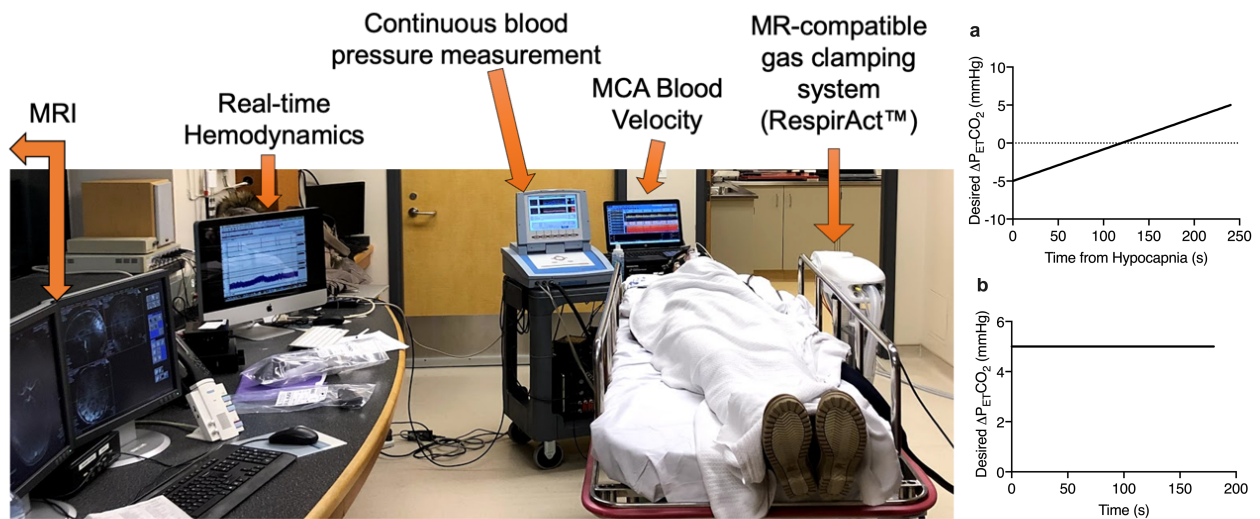 MRI
Real-time
Hemodynamics
Continuous blood
pressure measurement
MCA Blood
Velocity
MR-compatible
gas clamping
system
(RespirAct™)
a
Desired ΔP_ETCO₂ (mmHg)
10
5
0
-5
-10
0 50 100 150 200 250
Time from Hypocapnia (s)
b
Desired ΔP_ETCO₂ (mmHg)
6
4
2
0
0 50 100 150 200
Time (s)